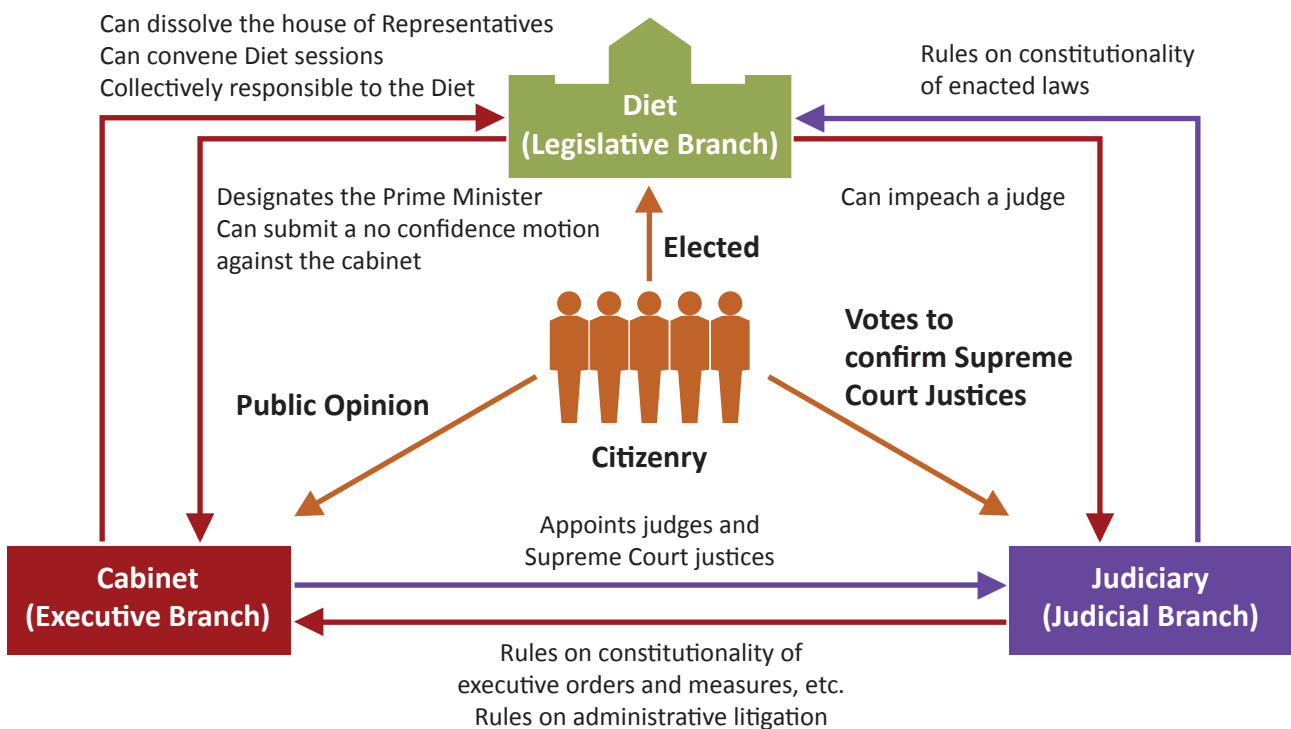 Can dissolve the house of Representatives
Can convene Diet sessions
Collectively responsible to the Diet
Rules on constitutionality
of enacted laws
Diet
(Legislative Branch)
Designates the Prime Minister
Can submit a no confidence motion
against the cabinet
Can impeach a judge
Elected
Votes to
confirm Supreme
Court Justices
Public Opinion
Citizenry
Appoints judges and
Supreme Court justices
Cabinet
(Executive Branch)
Judiciary
(Judicial Branch)
Rules on constitutionality of
executive orders and measures, etc.
Rules on administrative litigation